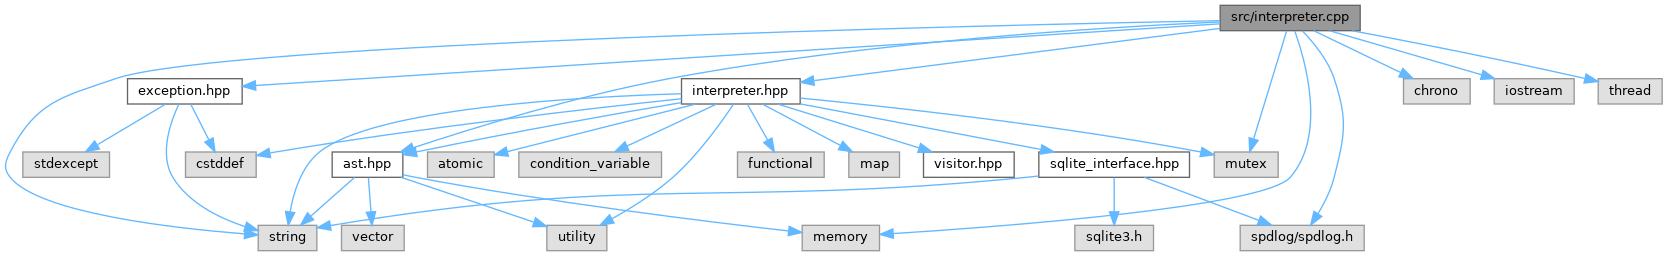 src/interpreter.cpp
exception.hpp
interpreter.hpp
chrono
iostream
thread
stdexcept
cstddef
ast.hpp
atomic
condition_variable
functional
map
visitor.hpp
sqlite_interface.hpp
mutex
string
vector
utility
memory
sqlite3.h
spdlog/spdlog.h